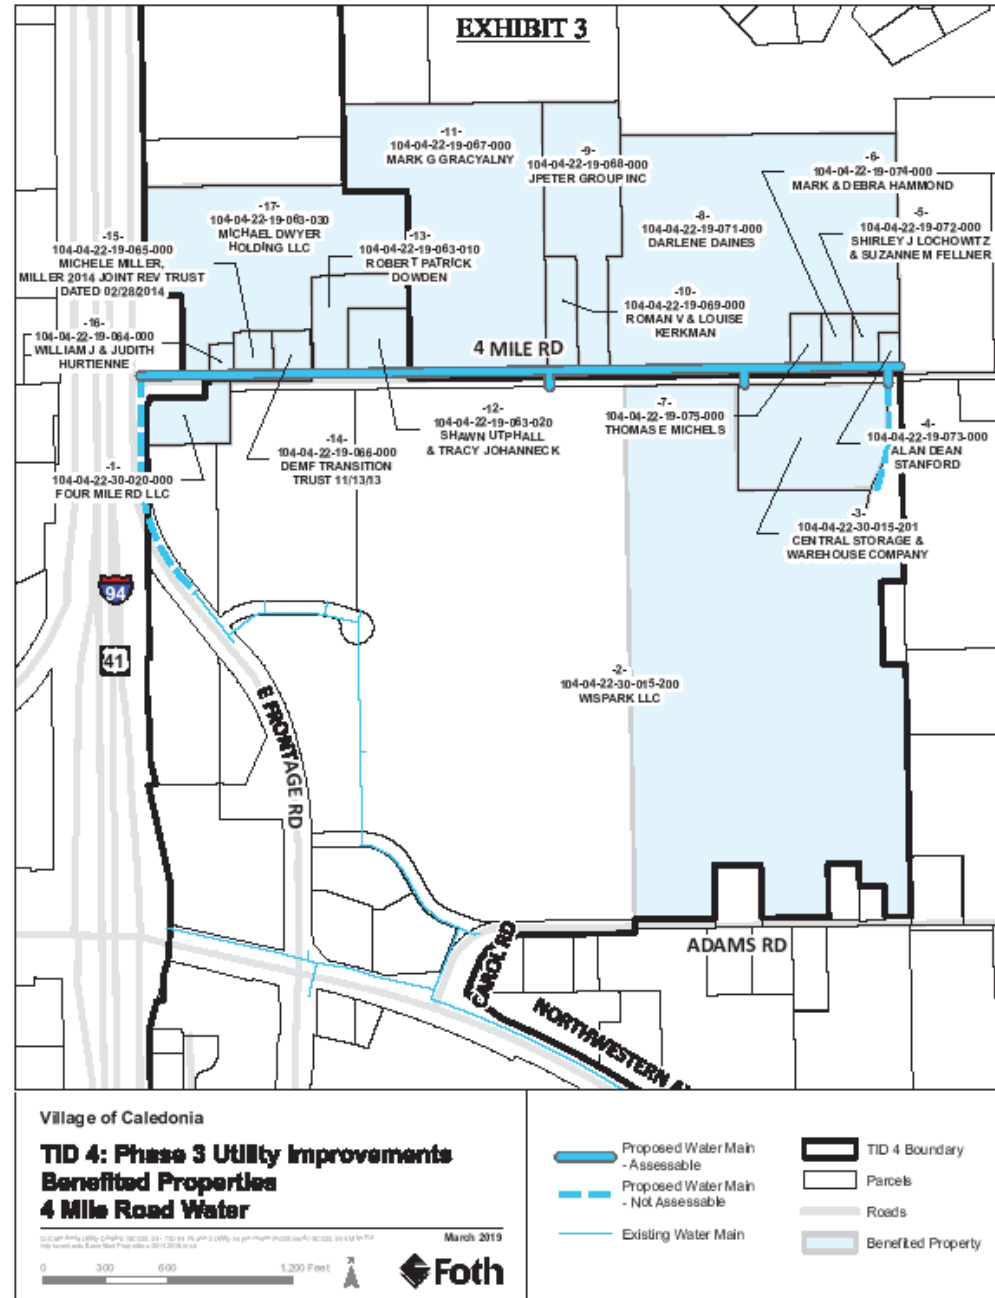 EXHIBIT 3
-11-
104-04-22-19-067-000
MARK G GRACYALNY
-9-
104-04-22-19-068-000
JPETER GROUP INC
-6-
104-04-22-19-074-000
MARK & DEBRA HAMMOND
-17-
104-04-22-19-063-030
MICHAEL DWYER
HOLDING LLC
-8-
104-04-22-19-071-000
DARLENE DAINES
-5-
104-04-22-19-072-000
SHIRLEY J LOCHOWITZ
& SUZANNE M FELLNER
-15-
104-04-22-19-065-000
MICHELE MILLER,
MILLER 2014 JOINT REV TRUST
DATED 02/28/2014
-13-
104-04-22-19-063-010
ROBERT PATRICK
DOWDEN
-10-
104-04-22-19-069-000
ROMAN V & LOUISE
KERKMAN
-16-
104-04-22-19-064-000
WILLIAM J & JUDITH
HURTIENNE
4 MILE RD
-12-
104-04-22-19-063-020
SHAWN UTPHALL
& TRACY JOHANNECK
-7-
104-04-22-19-075-000
THOMAS E MICHELS
-4-
104-04-22-19-073-000
ALAN DEAN
STANFORD
-14-
104-04-22-19-066-000
DEMF TRANSITION
TRUST 11/13/13
-1-
104-04-22-30-020-000
FOUR MILE RD LLC
-3-
104-04-22-30-015-201
CENTRAL STORAGE &
WAREHOUSE COMPANY
94
41
-2-
104-04-22-30-015-200
WISPARK LLC
E FRONTAGE RD
CAROL RD
ADAMS RD
NORTHWESTERN A
Village of Caledonia
TID 4: Phase 3 Utility Improvements
Benefited Properties
4 Mile Road Water
March 2019
0 300 600 1,200 Feet
Foth
Proposed Water Main
- Assessable
Proposed Water Main
- Not Assessable
Existing Water Main
TID 4 Boundary
Parcels
Roads
Benefited Property